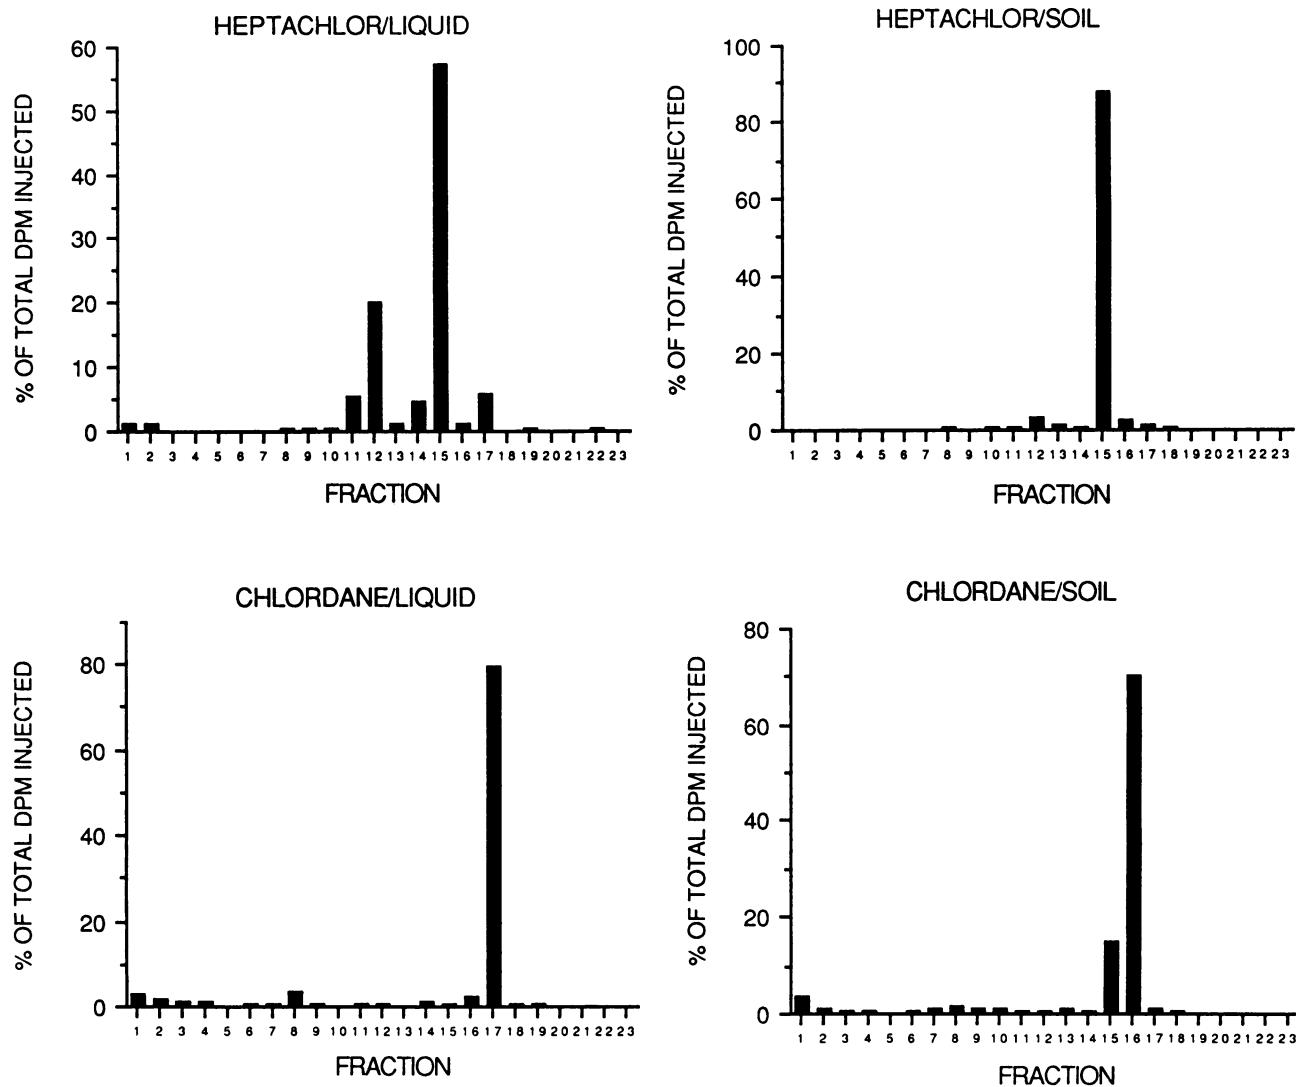 HEPTACHLOR/LIQUID
% OF TOTAL DPM INJECTED
60
50
40
30
20
10
0
1 2 3 4 5 6 7 8 9 10 11 12 13 14 15 16 17 18 19 20 21 22 23
FRACTION
HEPTACHLOR/SOIL
% OF TOTAL DPM INJECTED
100
80
60
40
20
0
1 2 3 4 5 6 7 8 9 10 11 12 13 14 15 16 17 18 19 20 21 22 23
FRACTION
CHLORDANE/LIQUID
% OF TOTAL DPM INJECTED
80
60
40
20
0
1 2 3 4 5 6 7 8 9 10 11 12 13 14 15 16 17 18 19 20 21 22 23
FRACTION
CHLORDANE/SOIL
% OF TOTAL DPM INJECTED
80
60
40
20
0
1 2 3 4 5 6 7 8 9 10 11 12 13 14 15 16 17 18 19 20 21 22 23
FRACTION